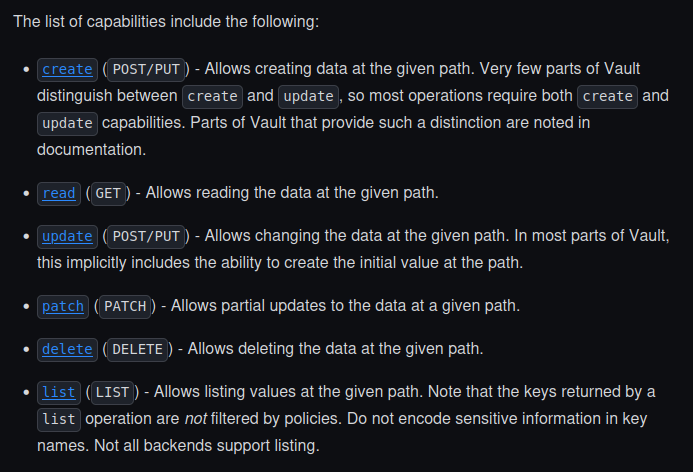 The list of capabilities include the following:
• create (POST/PUT) - Allows creating data at the given path. Very few parts of Vault
distinguish between create and update, so most operations require both create and
update capabilities. Parts of Vault that provide such a distinction are noted in
documentation.
• read (GET) - Allows reading the data at the given path.
• update (POST/PUT) - Allows changing the data at the given path. In most parts of Vault,
this implicitly includes the ability to create the initial value at the path.
• patch (PATCH) - Allows partial updates to the data at a given path.
• delete (DELETE) - Allows deleting the data at the given path.
• list (LIST) - Allows listing values at the given path. Note that the keys returned by a
list operation are not filtered by policies. Do not encode sensitive information in key
names. Not all backends support listing.